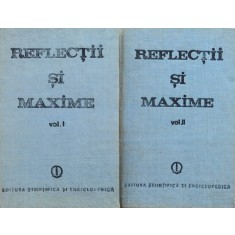 REFLECȚII
ȘI
MAXIME
vol. I
EDITURA ȘTIINȚIFICĂ ȘI ENCICLOPEDICĂ
REFLECȚII
ȘI
MAXIME
vol. II
EDITURA ȘTIINȚIFICĂ ȘI ENCICLOPEDICĂ